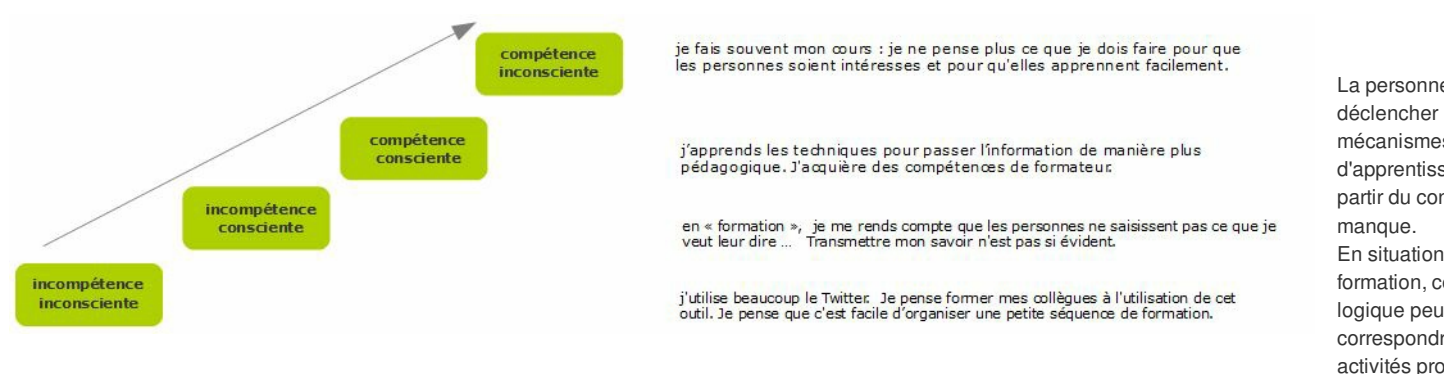 compétence
inconsciente
je fais souvent mon cours : je ne pense plus ce que je dois faire pour que
les personnes soient intéresses et pour qu'elles apprennent facilement.
compétence
consciente
j'apprends les techniques pour passer l'information de manière plus
pédagogique. J'acquière des compétences de formateur.
incompétence
consciente
en « formation », je me rends compte que les personnes ne saisissent pas ce que je
veut leur dire ... Transmettre mon savoir n'est pas si évident.
incompétence
inconsciente
j'utilise beaucoup le Twitter. Je pense former mes collègues à l'utilisation de cet
outil. Je pense que c'est facile d'organiser une petite séquence de formation.
La personne
déclencher
mécanismes
d'apprentiss
partir du con
manque.
En situation
formation, ce
logique peu
correspondr
activités pro